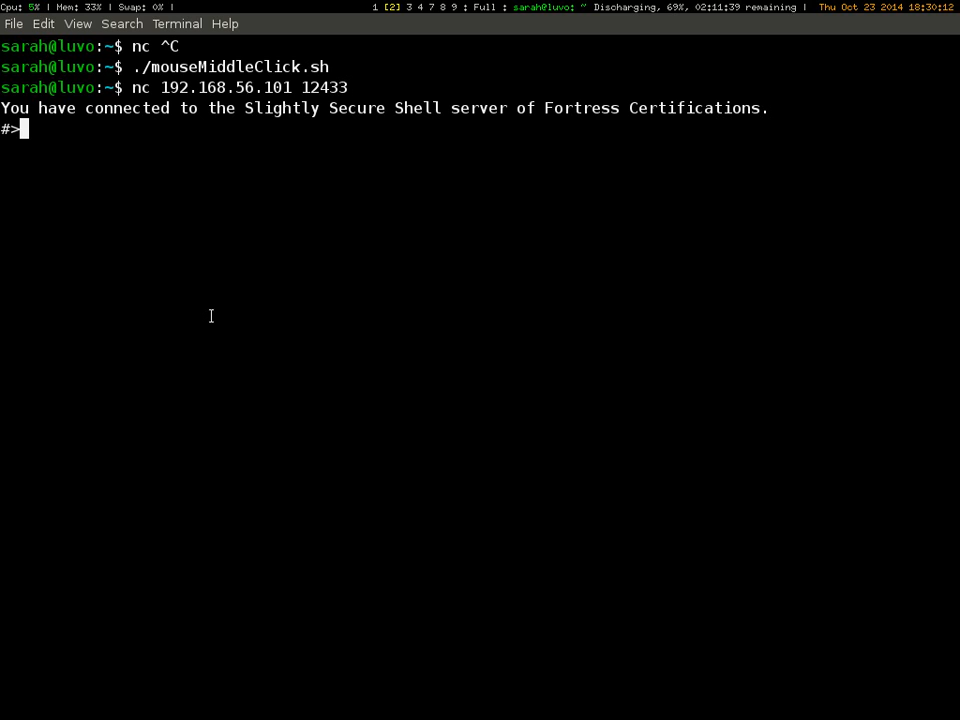 Cpu: 5% | Mem: 33% | Swap: 0% | 1 [2] 3 4 7 8 9 : Full : sarah@luvo: ~ Discharging, 69%, 02:11:39 remaining | Thu Oct 23 2014 18:30:12
File Edit View Search Terminal Help
sarah@luvo:~$ nc ^C
sarah@luvo:~$ ./mouseMiddleClick.sh
sarah@luvo:~$ nc 192.168.56.101 12433
You have connected to the Slightly Secure Shell server of Fortress Certifications.
#>